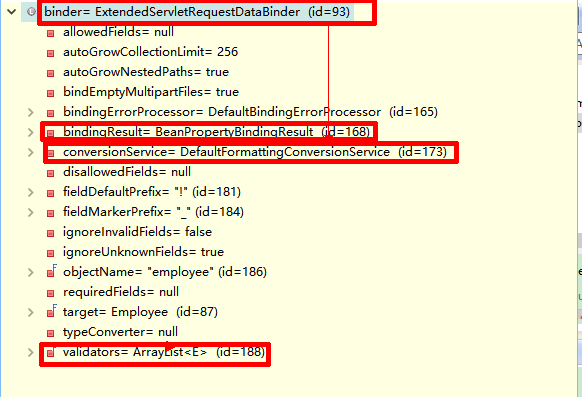 binder= ExtendedServletRequestDataBinder (id=93)
allowedFields= null
autoGrowCollectionLimit= 256
autoGrowNestedPaths= true
bindEmptyMultipartFiles= true
bindingErrorProcessor= DefaultBindingErrorProcessor (id=165)
bindingResult= BeanPropertyBindingResult (id=168)
conversionService= DefaultFormattingConversionService (id=173)
disallowedFields= null
fieldDefaultPrefix= "!" (id=181)
fieldMarkerPrefix= "_" (id=184)
ignoreInvalidFields= false
ignoreUnknownFields= true
objectName= "employee" (id=186)
requiredFields= null
target= Employee (id=87)
typeConverter= null
validators= ArrayList<E> (id=188)